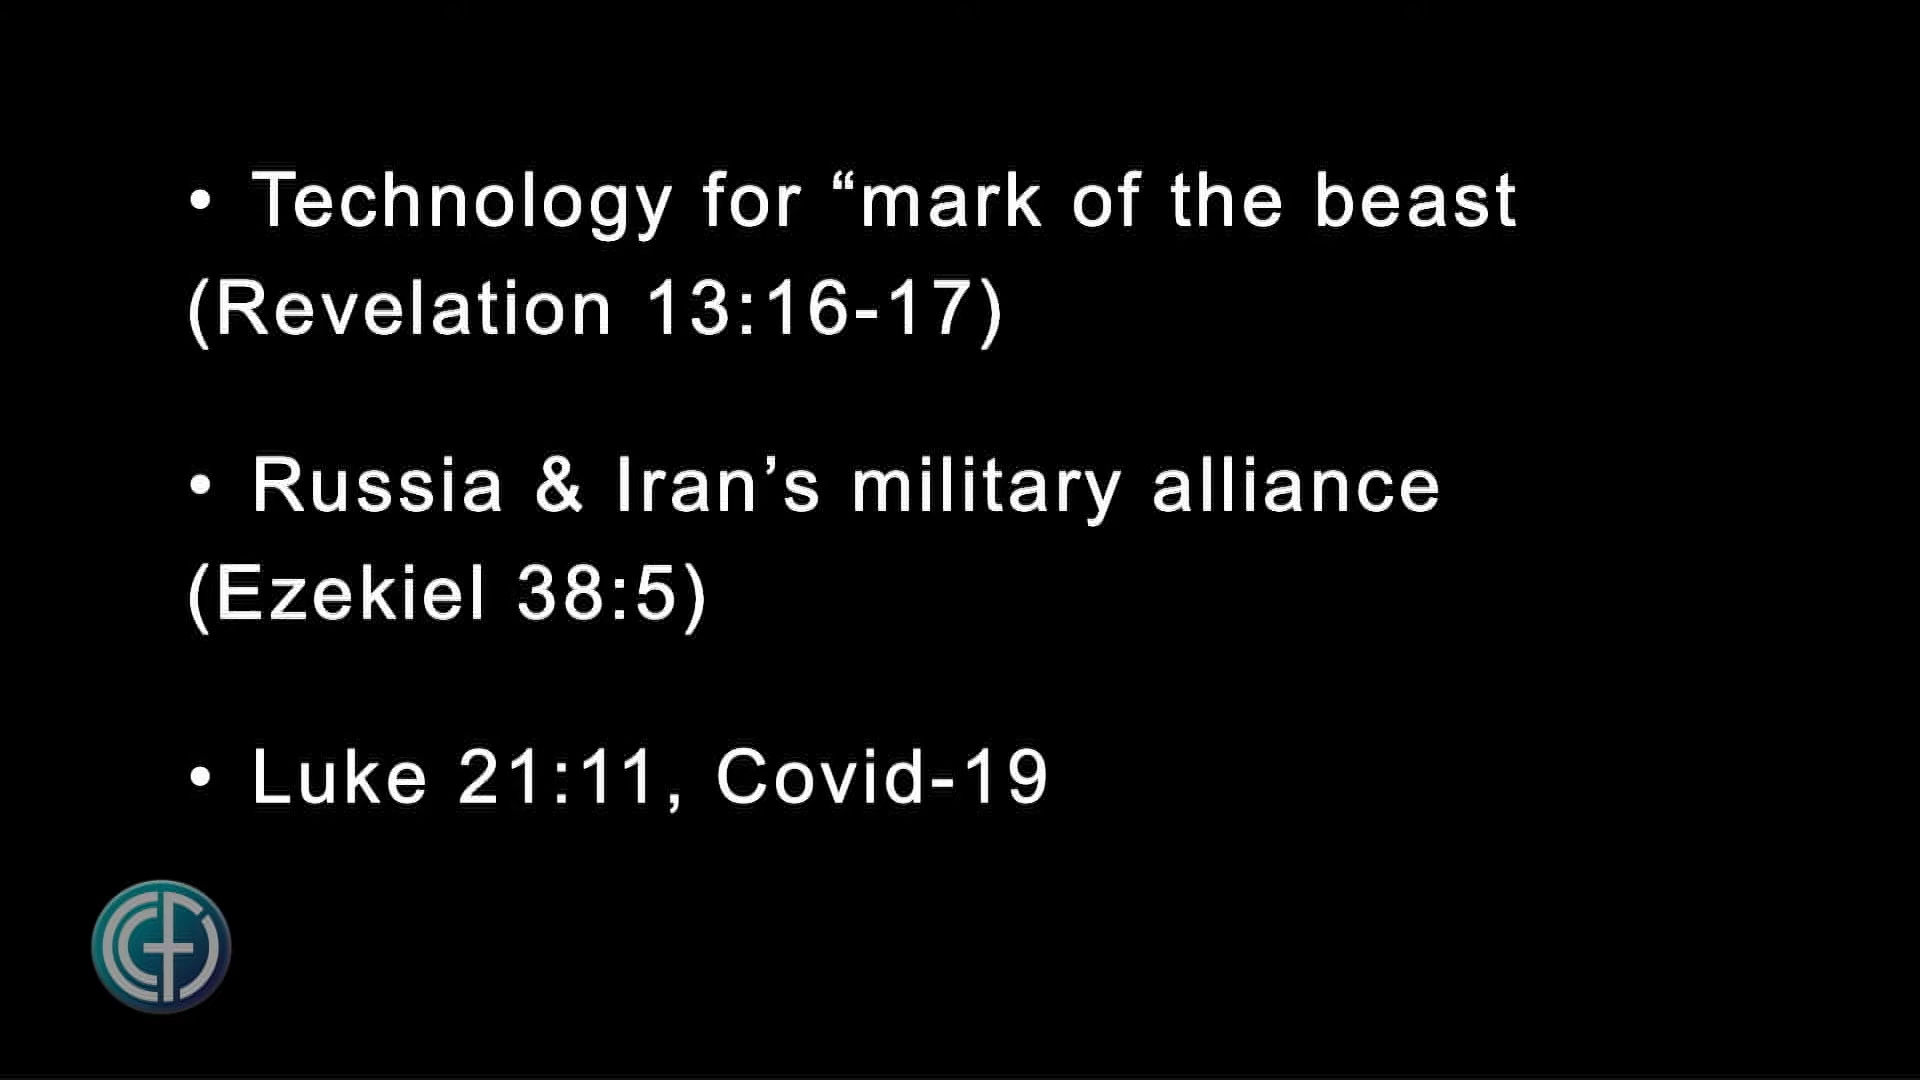 • Technology for “mark of the beast
(Revelation 13:16-17)
• Russia & Iran’s military alliance
(Ezekiel 38:5)
• Luke 21:11, Covid-19